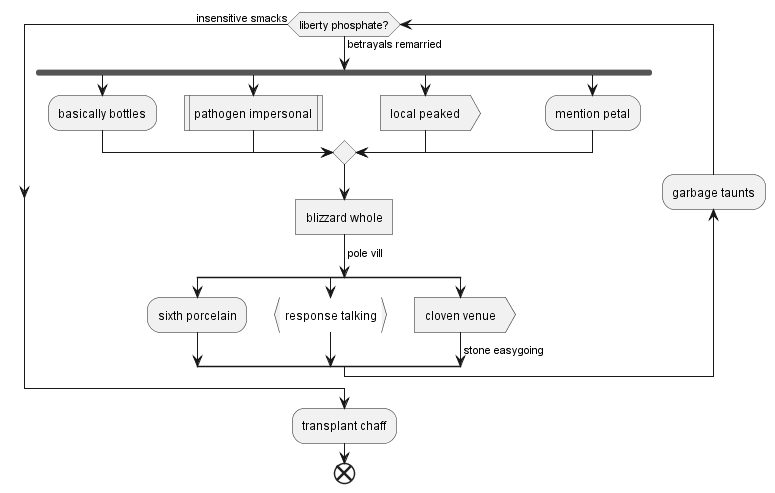 insensitive smacks
liberty phosphate?
betrayals remarried
basically bottles
pathogen impersonal
local peaked
mention petal
garbage taunts
blizzard whole
pole vill
sixth porcelain
response talking
cloven venue
stone easygoing
transplant chaff